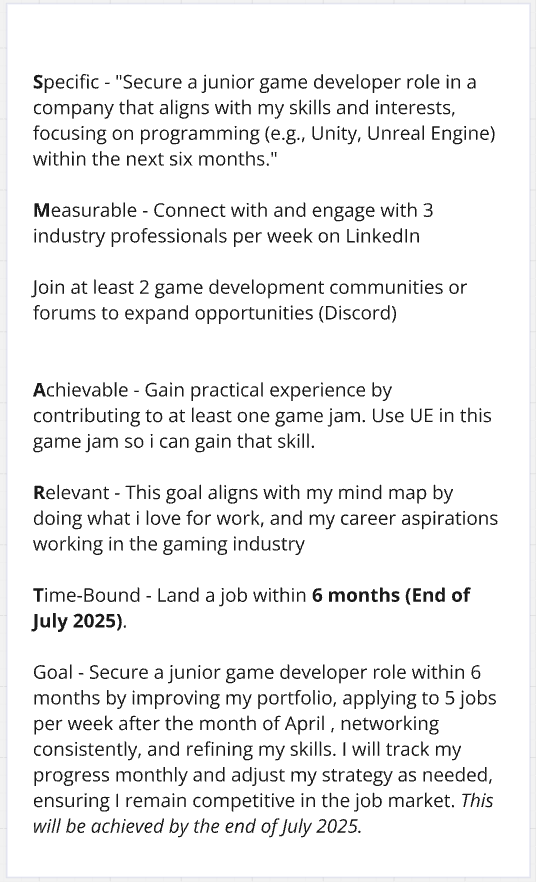 Specific - "Secure a junior game developer role in a
company that aligns with my skills and interests,
focusing on programming (e.g., Unity, Unreal Engine)
within the next six months."
Measurable - Connect with and engage with 3
industry professionals per week on LinkedIn
Join at least 2 game development communities or
forums to expand opportunities (Discord)
Achievable - Gain practical experience by
contributing to at least one game jam. Use UE in this
game jam so i can gain that skill.
Relevant - This goal aligns with my mind map by
doing what i love for work, and my career aspirations
working in the gaming industry
Time-Bound - Land a job within 6 months (End of
July 2025).
Goal - Secure a junior game developer role within 6
months by improving my portfolio, applying to 5 jobs
per week after the month of April , networking
consistently, and refining my skills. I will track my
progress monthly and adjust my strategy as needed,
ensuring I remain competitive in the job market. This
will be achieved by the end of July 2025.